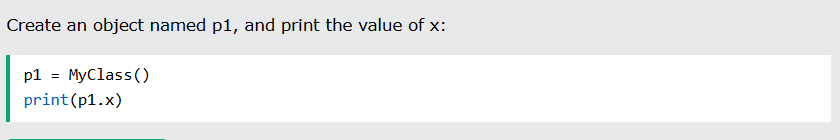 Create an object named p1, and print the value of x:
p1 = MyClass()
print(p1.x)